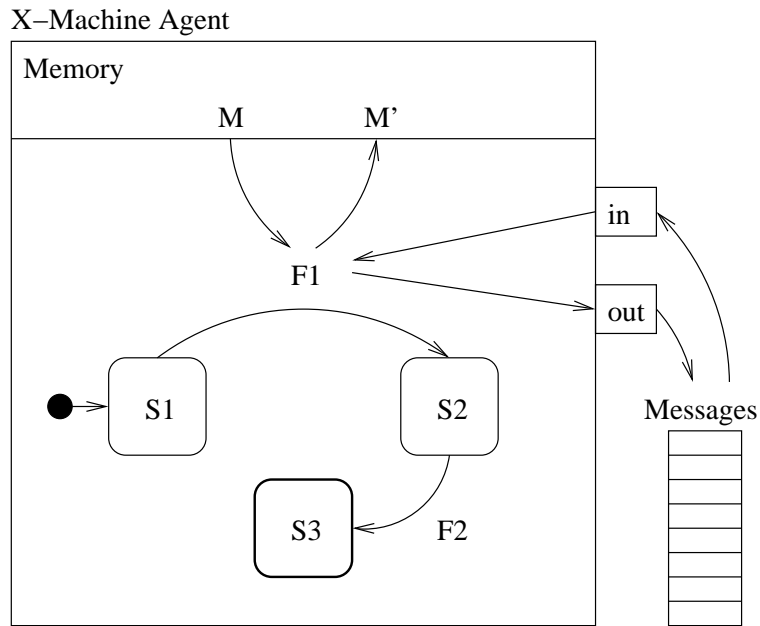 X−Machine Agent
Memory
M M’
in
F1
out
S1 S2
Messages
S3 F2